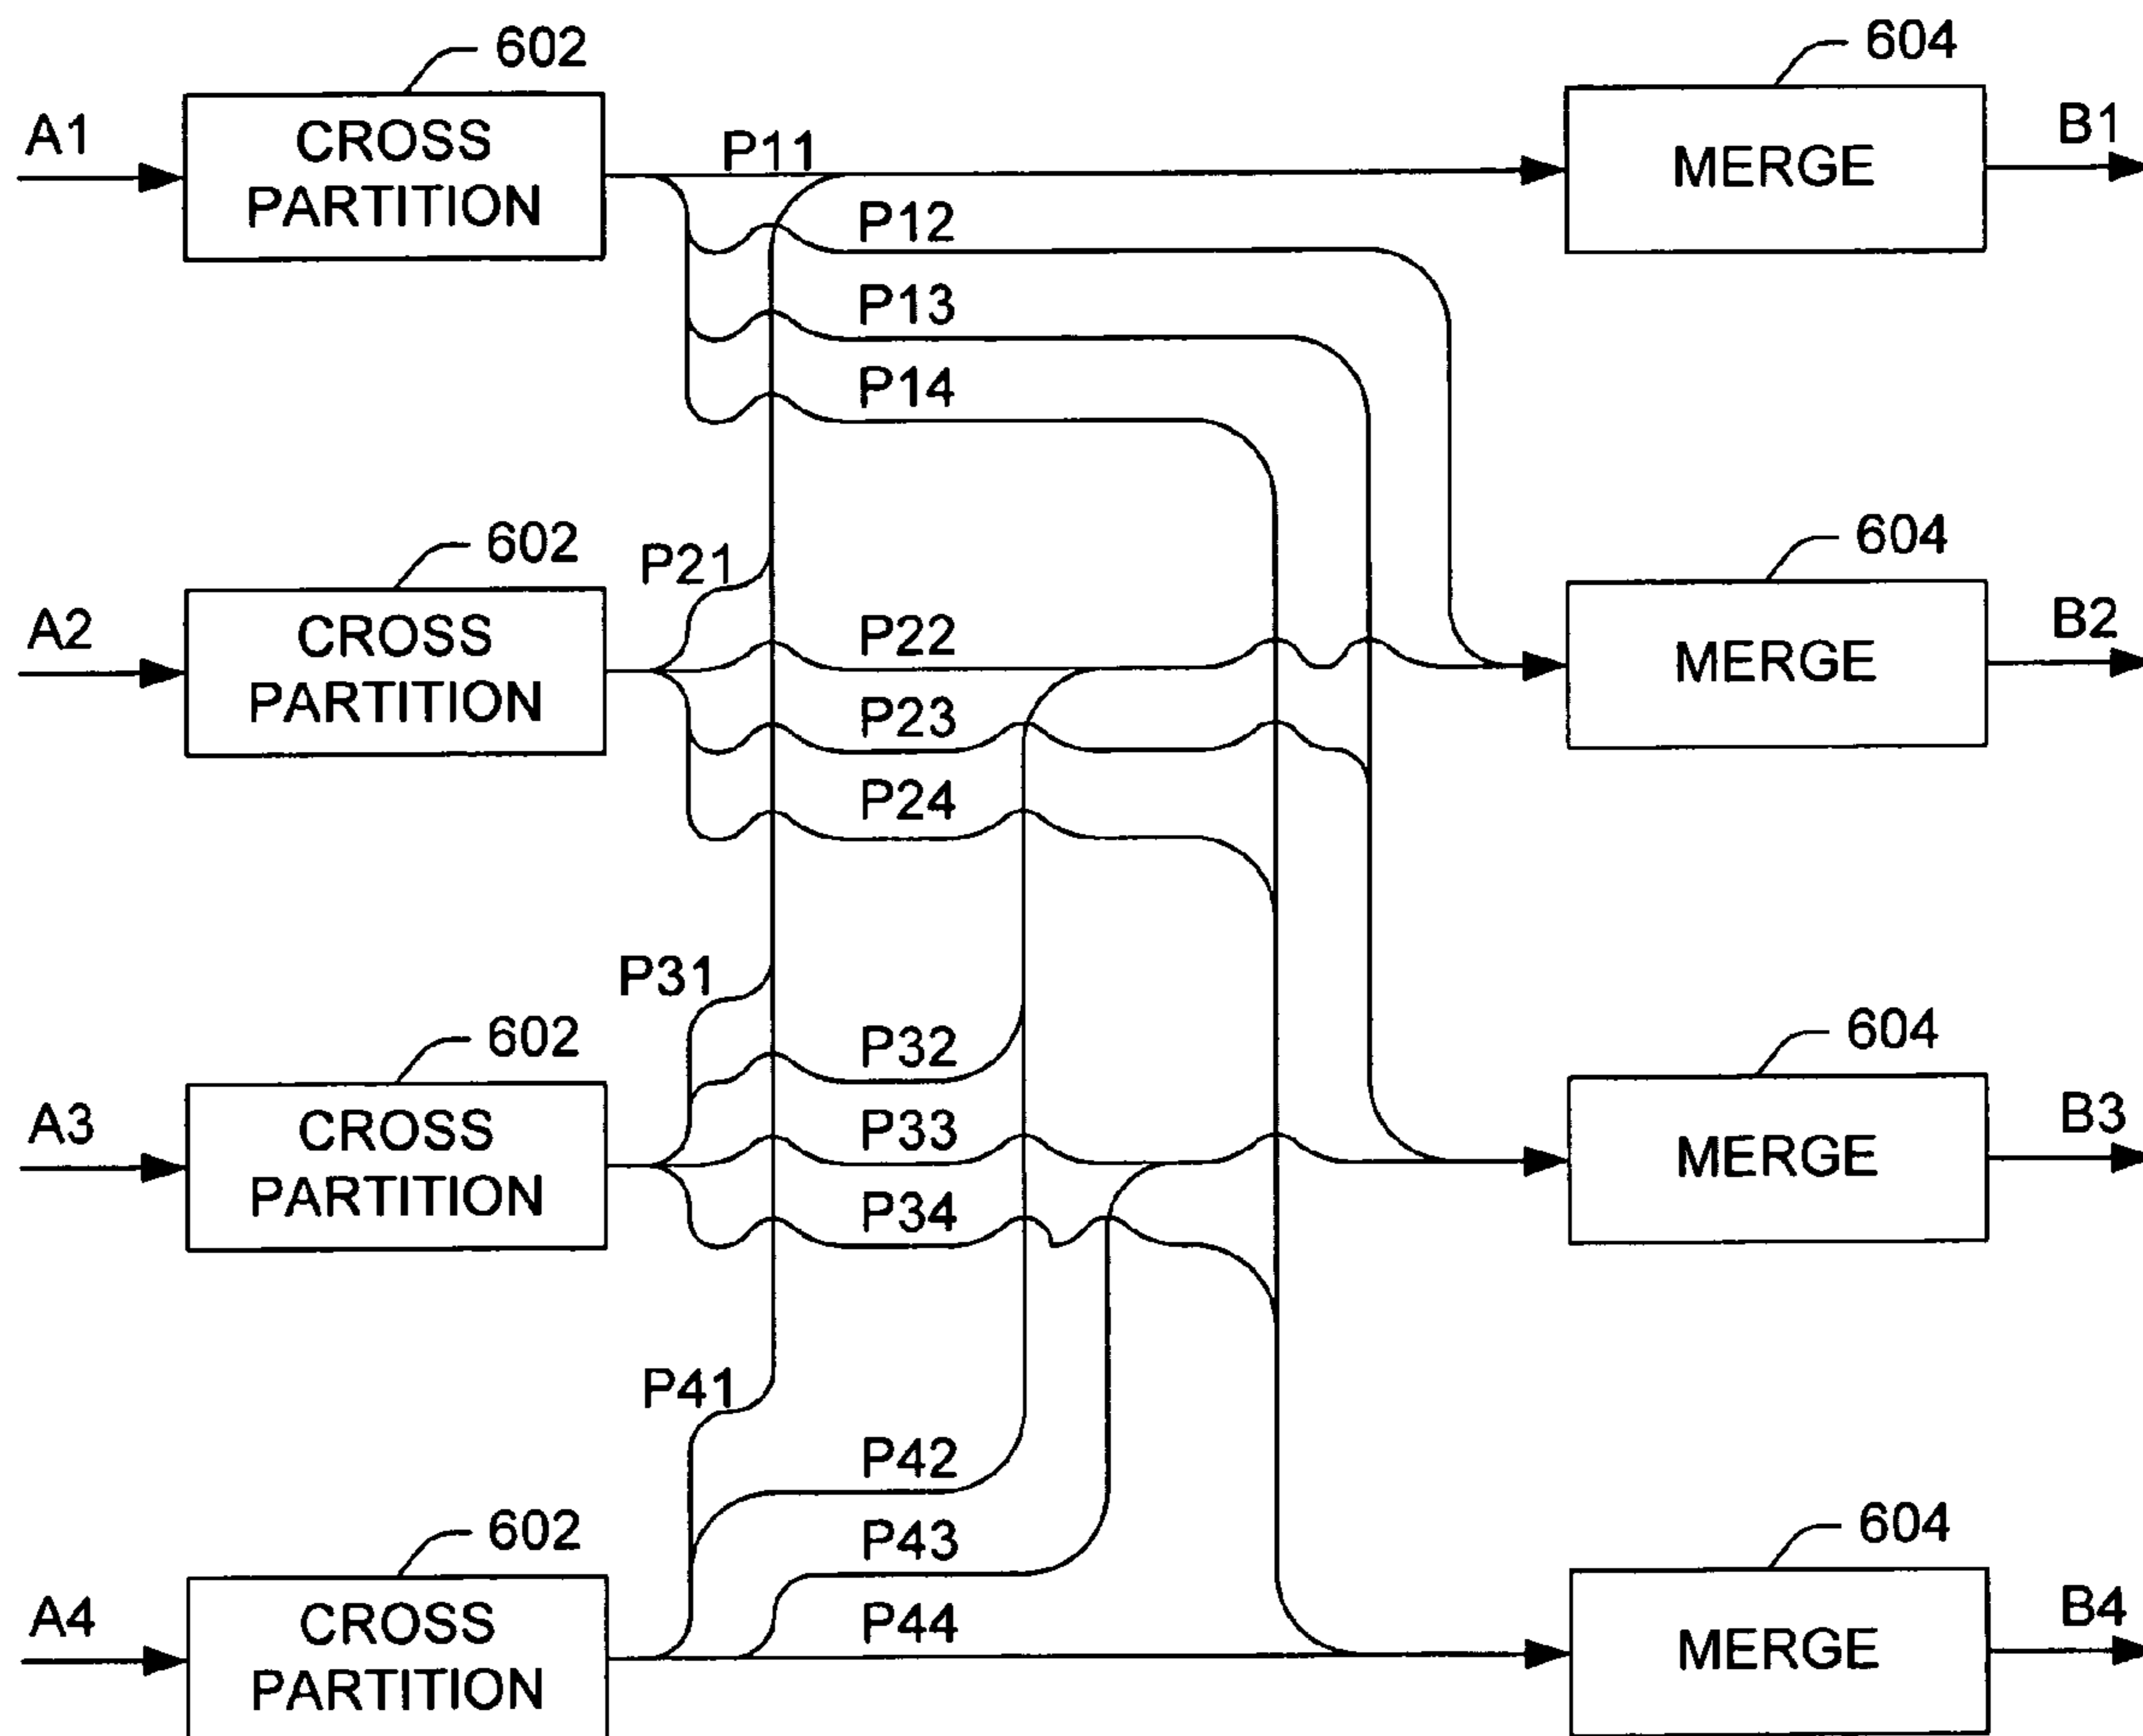 602
604
A1
CROSS
PARTITION
P11
MERGE
B1
P12
P13
P14
602
604
P21
A2
CROSS
PARTITION
P22
MERGE
B2
P23
P24
P31
602
604
P32
A3
CROSS
PARTITION
P33
MERGE
B3
P34
P41
P42
602
604
P43
A4
CROSS
PARTITION
P44
MERGE
B4